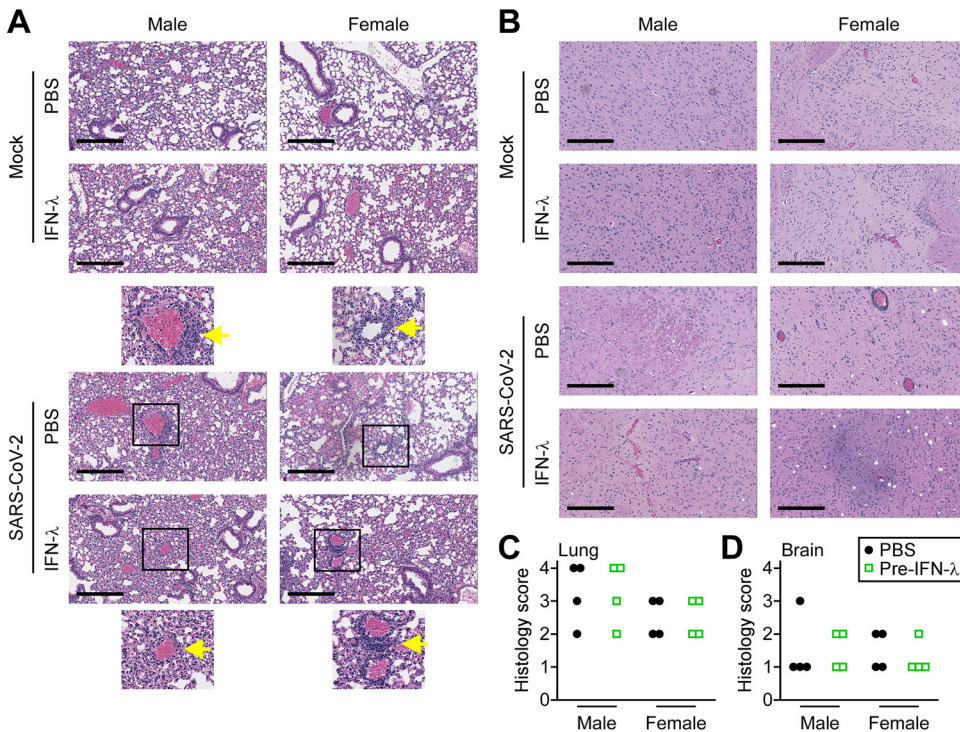 A
Male
Female
Mock
PBS
IFN-λ
SARS-CoV-2
PBS
IFN-λ
B
Male
Female
Mock
PBS
IFN-λ
SARS-CoV-2
PBS
IFN-λ
C
Lung
Histology score
4
3
2
1
0
Male
Female
D
Brain
Histology score
4
3
2
1
0
Male
Female
PBS
Pre-IFN-λ